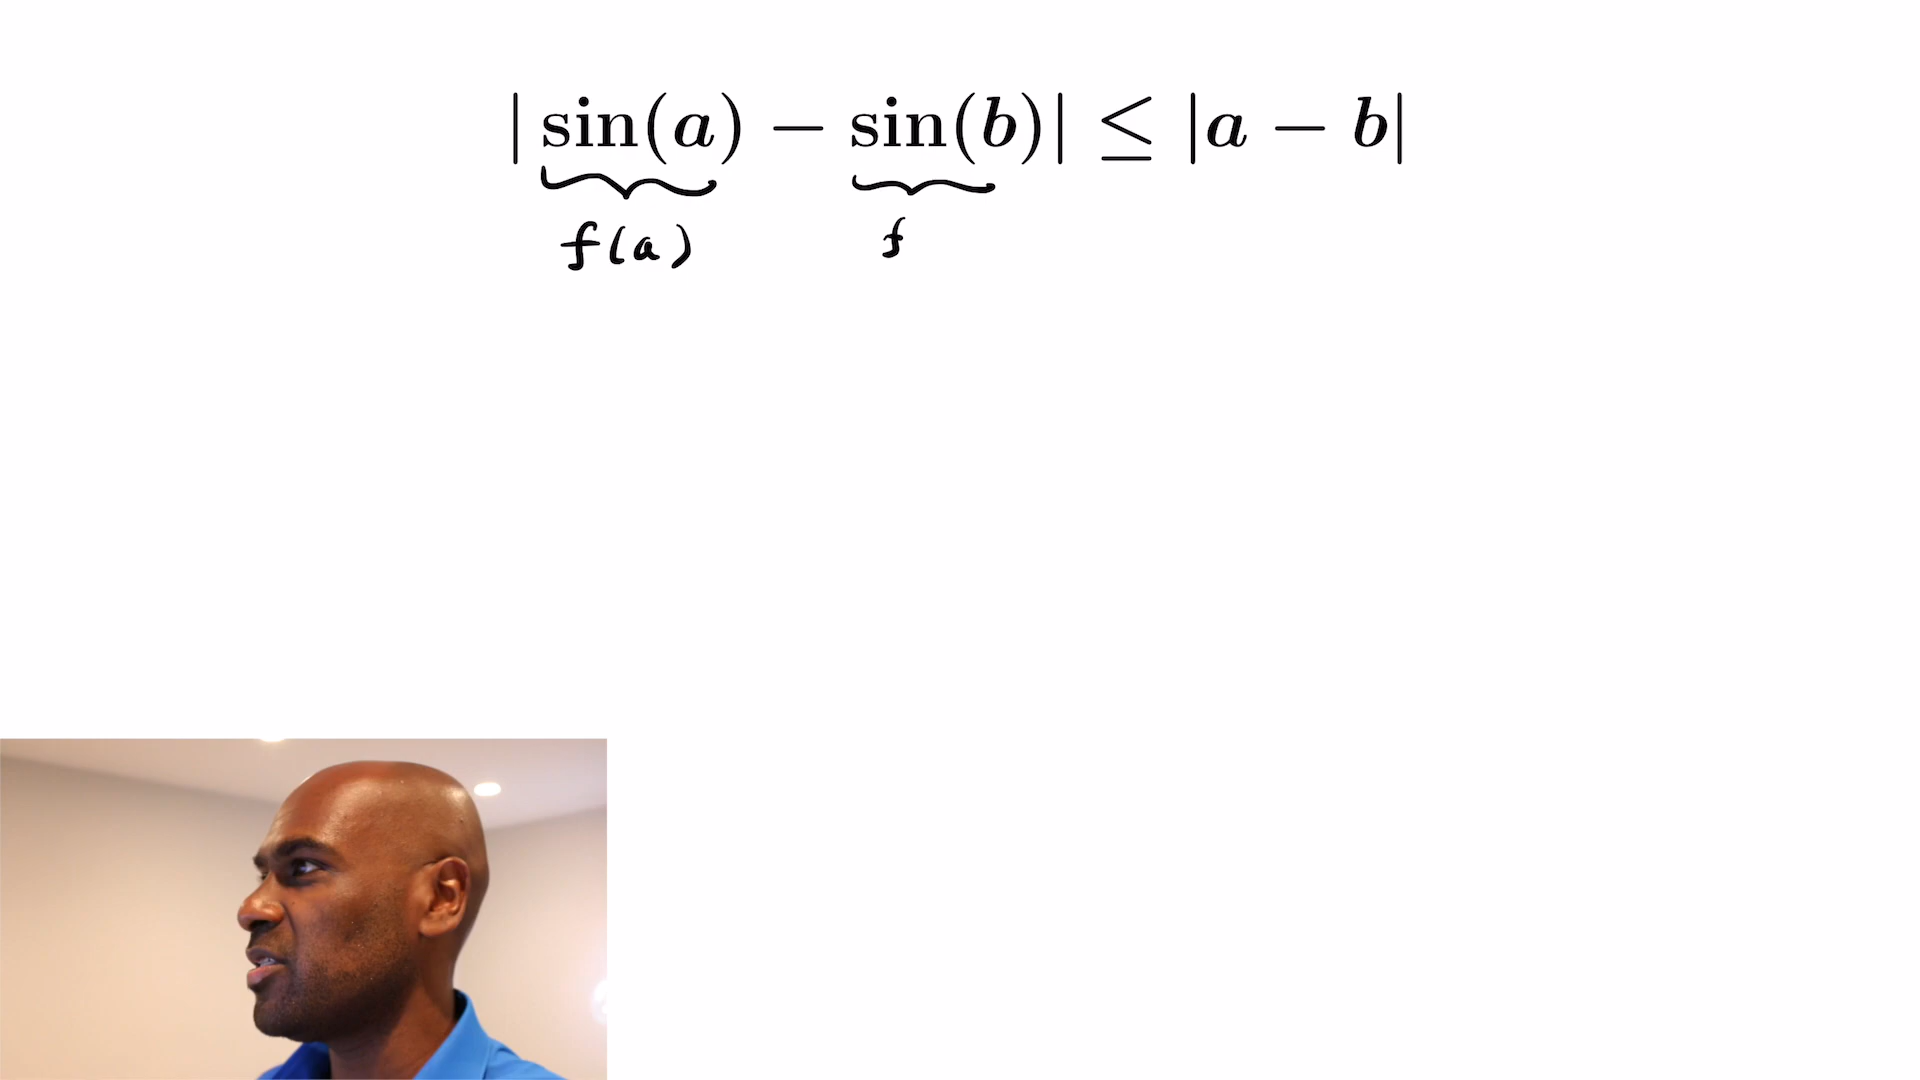 | sin(a) − sin(b)| ≤ |a − b|
f(a) f